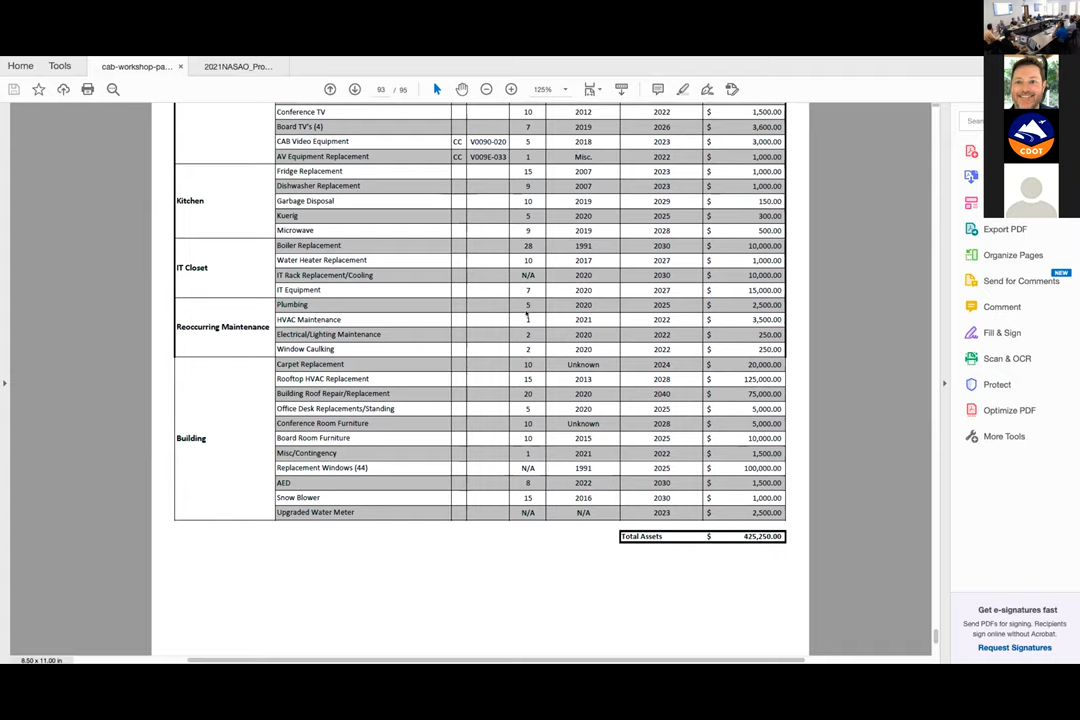 Home Tools cab-workshop-pa... × 2021NASAO_Pro...
93 / 95 125%
Conference TV 10 2012 2022 $ 1,500.00
Board TV's (4) 7 2019 2026 $ 3,600.00
CAB Video Equipment CC V0090-020 5 2018 2023 $ 3,000.00
AV Equipment Replacement CC V009E-033 1 Misc. 2022 $ 1,000.00
Kitchen
Fridge Replacement 15 2007 2023 $ 1,000.00
Dishwasher Replacement 9 2007 2023 $ 1,000.00
Garbage Disposal 10 2019 2029 $ 150.00
Kuerig 5 2020 2025 $ 300.00
Microwave 9 2019 2028 $ 500.00
IT Closet
Boiler Replacement 28 1991 2030 $ 10,000.00
Water Heater Replacement 10 2017 2027 $ 1,000.00
IT Rack Replacement/Cooling N/A 2020 2030 $ 10,000.00
IT Equipment 7 2020 2027 $ 15,000.00
Reoccurring Maintenance
Plumbing 5 2020 2025 $ 2,500.00
HVAC Maintenance 1 2021 2022 $ 3,500.00
Electrical/Lighting Maintenance 2 2020 2022 $ 250.00
Window Caulking 2 2020 2022 $ 250.00
Building
Carpet Replacement 10 Unknown 2024 $ 20,000.00
Rooftop HVAC Replacement 15 2013 2028 $ 125,000.00
Building Roof Repair/Replacement 20 2020 2040 $ 75,000.00
Office Desk Replacements/Standing 5 2020 2025 $ 5,000.00
Conference Room Furniture 10 Unknown 2028 $ 5,000.00
Board Room Furniture 10 2015 2025 $ 10,000.00
Misc/Contingency 1 2021 2022 $ 1,500.00
Replacement Windows (44) N/A 1991 2025 $ 100,000.00
AED 8 2022 2030 $ 1,500.00
Snow Blower 15 2016 2030 $ 1,000.00
Upgraded Water Meter N/A N/A 2023 $ 2,500.00
Total Assets $ 425,250.00
8.50 x 11.00 in
CDOT
Sear
Export PDF
Organize Pages
NEW
Send for Comments
Comment
Fill & Sign
Scan & OCR
Protect
Optimize PDF
More Tools
Get e-signatures fast
Send PDFs for signing. Recipients
sign online without Acrobat.
Request Signatures